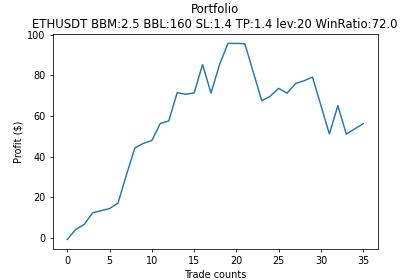 Portfolio
ETHUSDT BBM:2.5 BBL:160 SL:1.4 TP:1.4 lev:20 WinRatio:72.0
100
80
60
40
20
0
Profit ($)
0 5 10 15 20 25 30 35
Trade counts